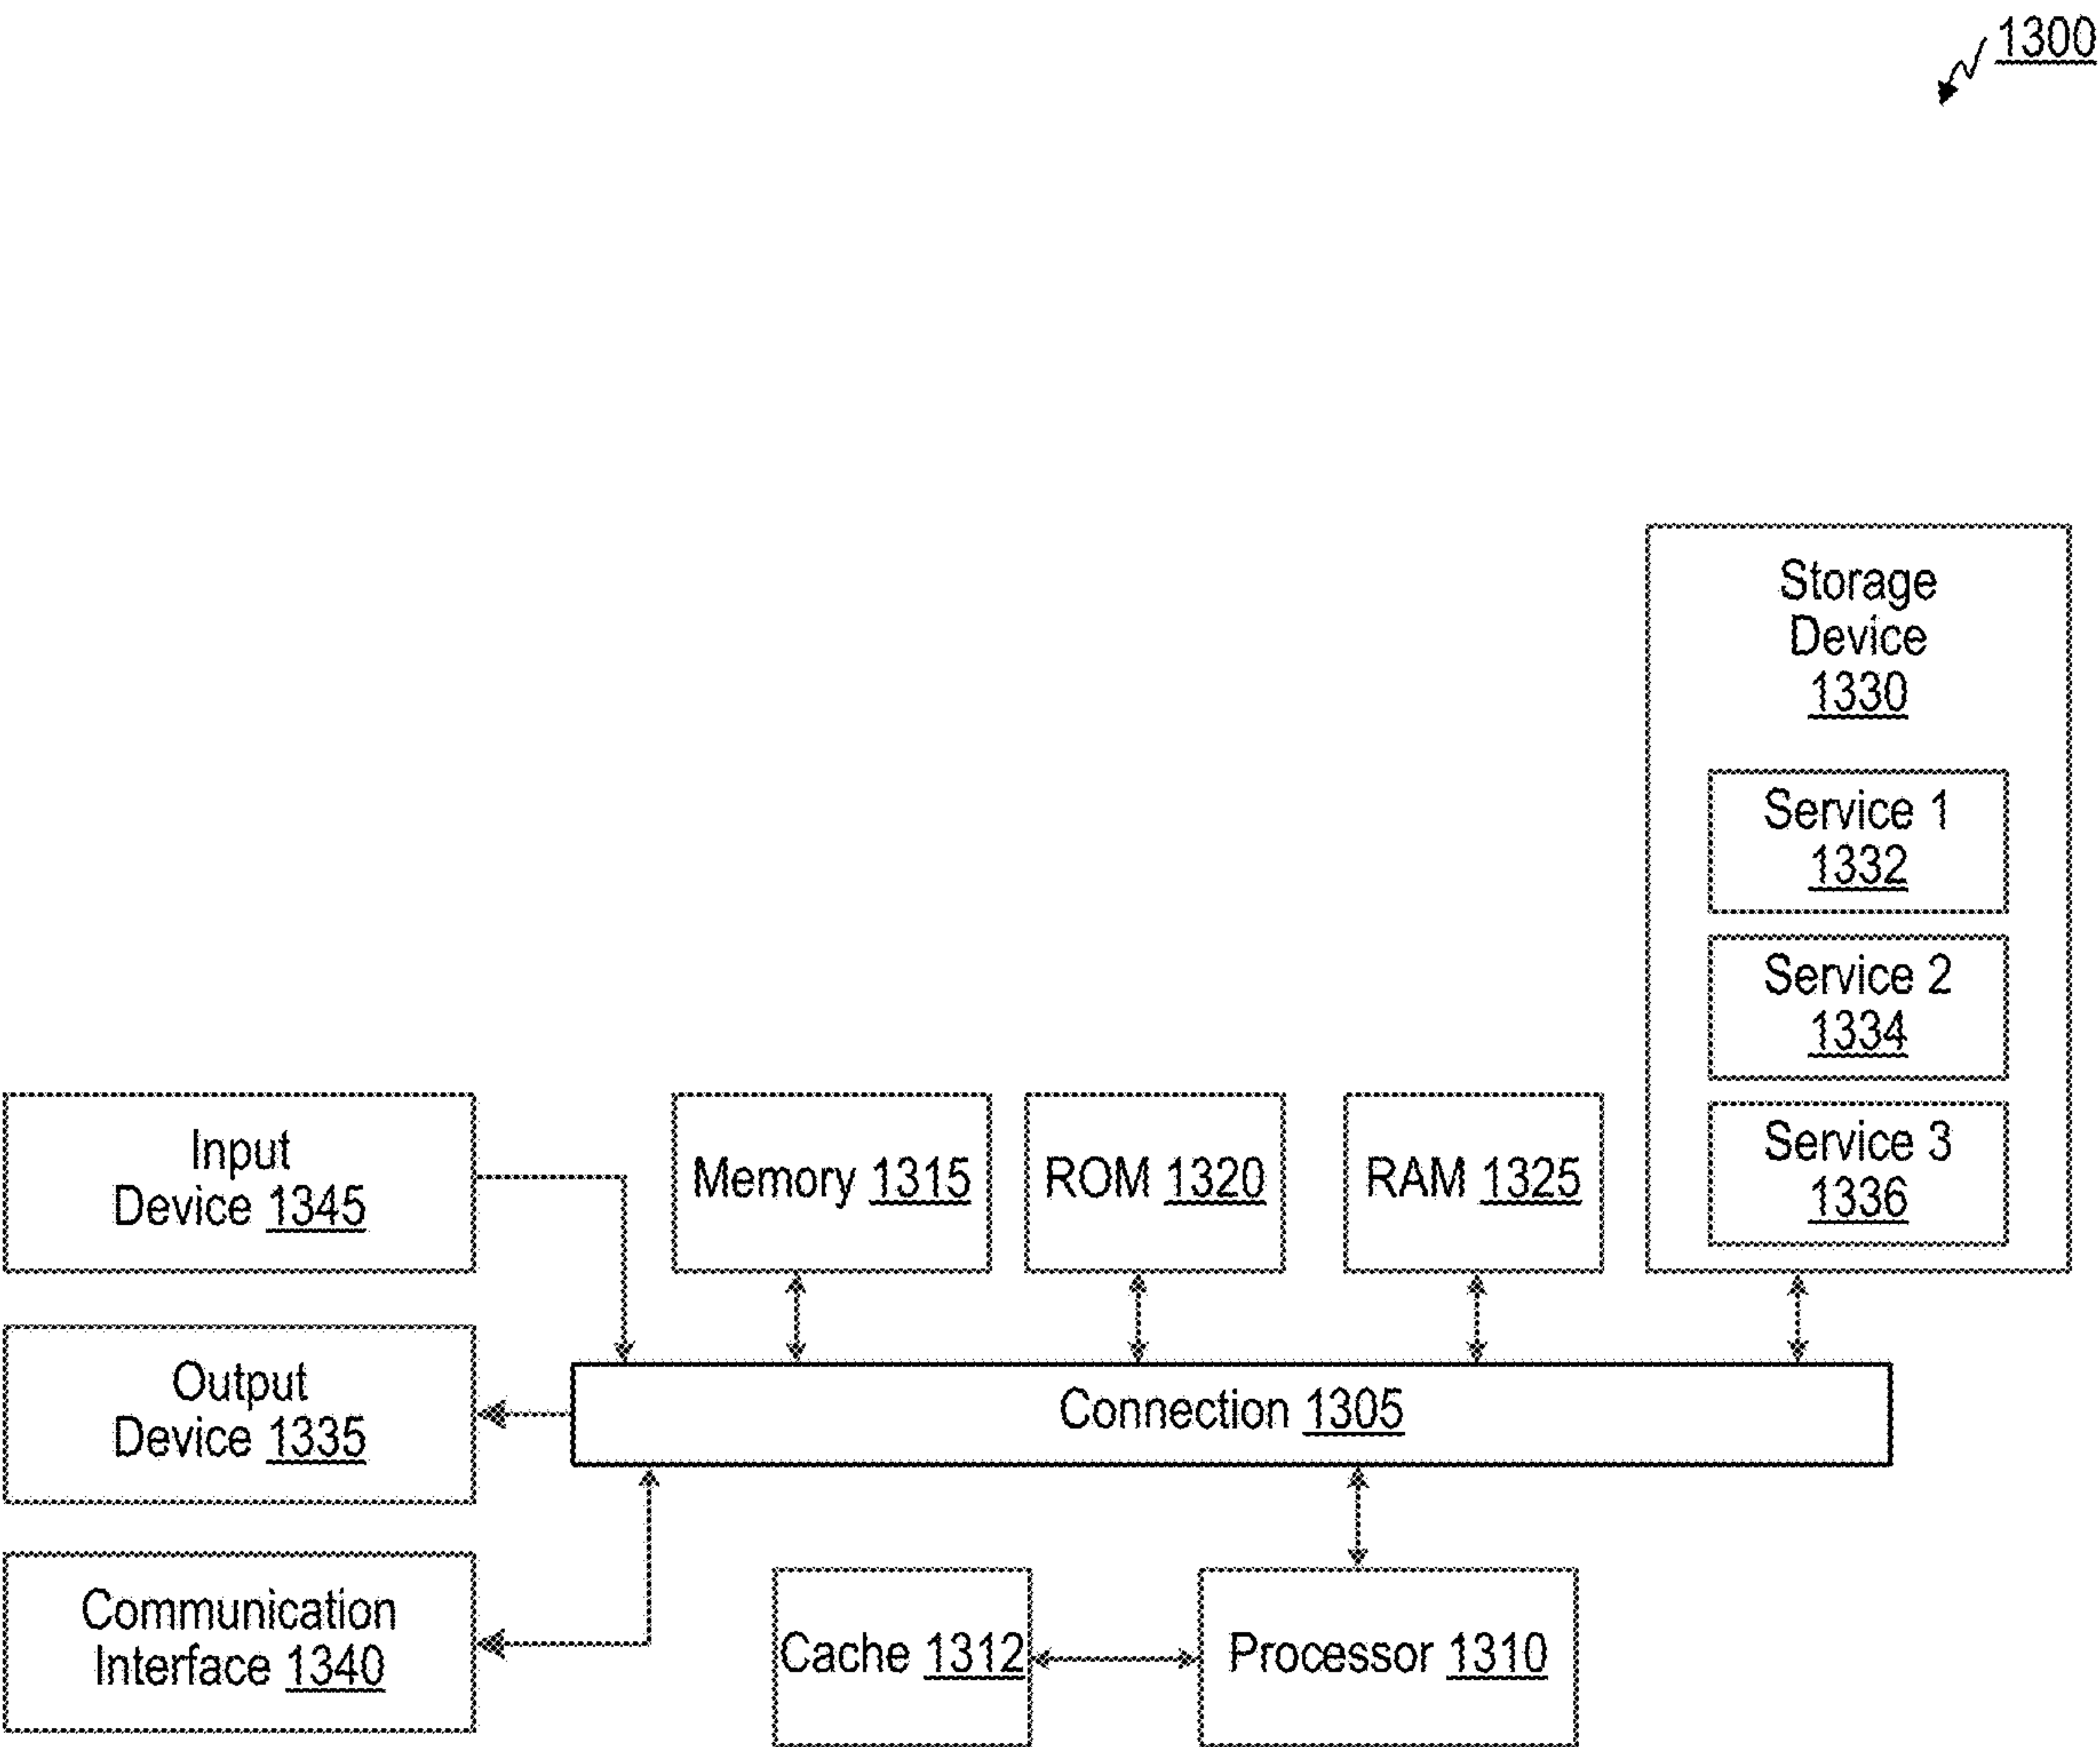 1300
Storage
Device
1330
Service 1
1332
Service 2
1334
Service 3
1336
Input
Device 1345
Memory 1315
ROM 1320
RAM 1325
Output
Device 1335
Connection 1305
Communication
Interface 1340
Cache 1312
Processor 1310